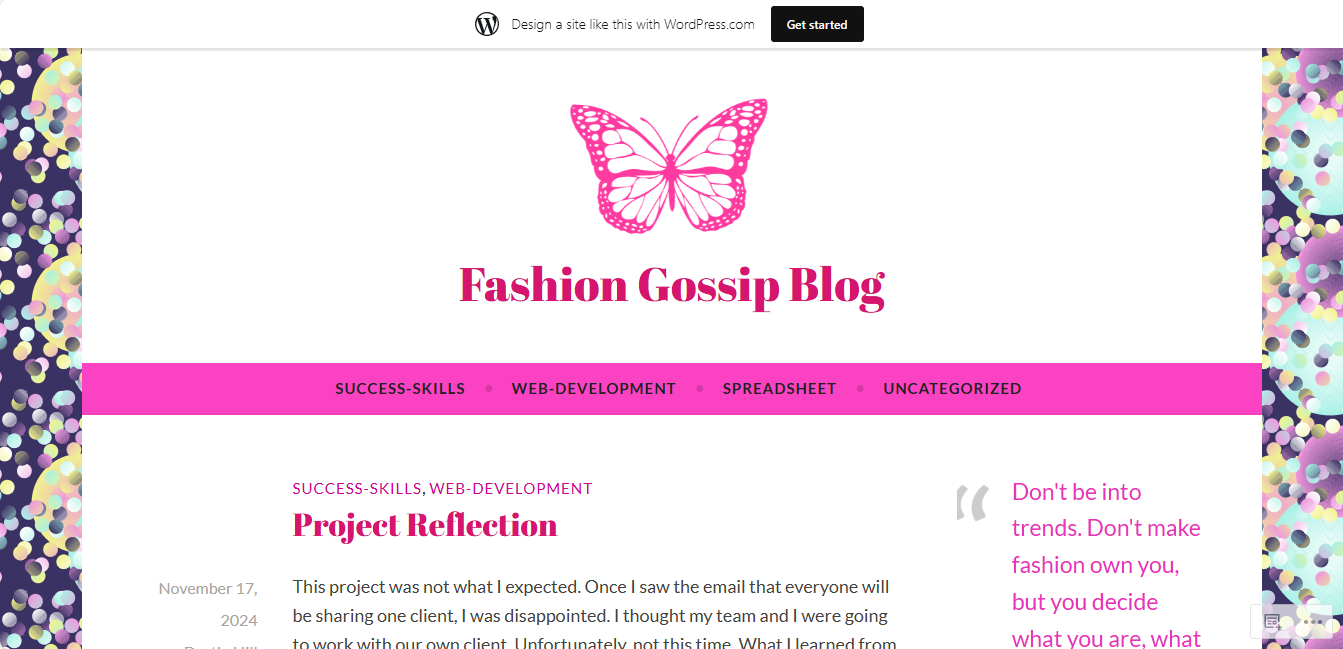 Design a site like this with WordPress.com
Get started
Fashion Gossip Blog
SUCCESS-SKILLS
WEB-DEVELOPMENT
SPREADSHEET
UNCATEGORIZED
SUCCESS-SKILLS, WEB-DEVELOPMENT
Project Reflection
November 17,
2024
This project was not what I expected. Once I saw the email that everyone will
be sharing one client, I was disappointed. I thought my team and I were going
to work with our own client. Unfortunately, not this time. What I learned from
Don't be into
trends. Don't make
fashion own you,
but you decide
what you are, what